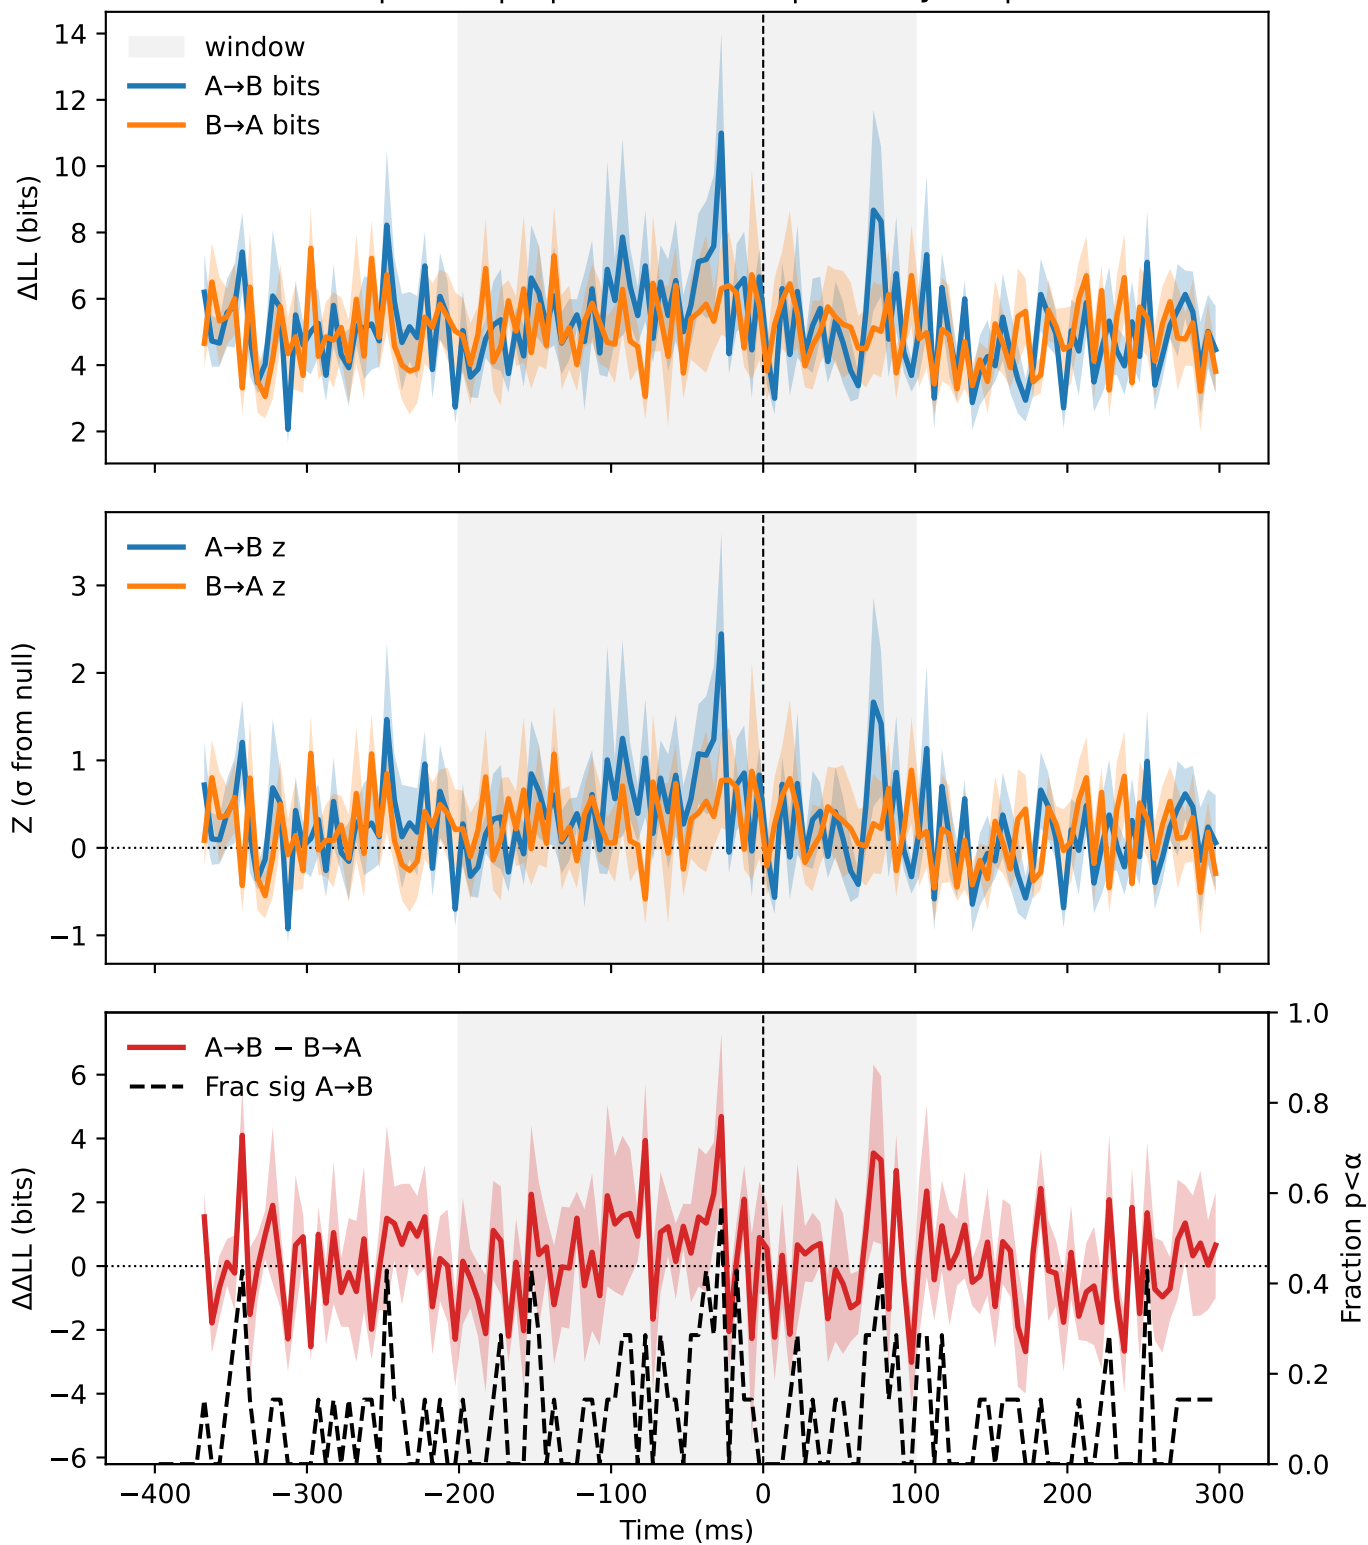 14
12
10
8
6
4
2
ΔLL (bits)
window
A→B bits
B→A bits
3
2
1
0
−1
Z (σ from null)
A→B z
B→A z
6
4
2
0
−2
−4
−6
ΔΔLL (bits)
A→B − B→A
Frac sig A→B
1.0
0.8
0.6
0.4
0.2
0.0
Fraction p<α
−400 −300 −200 −100 0 100 200 300
Time (ms)